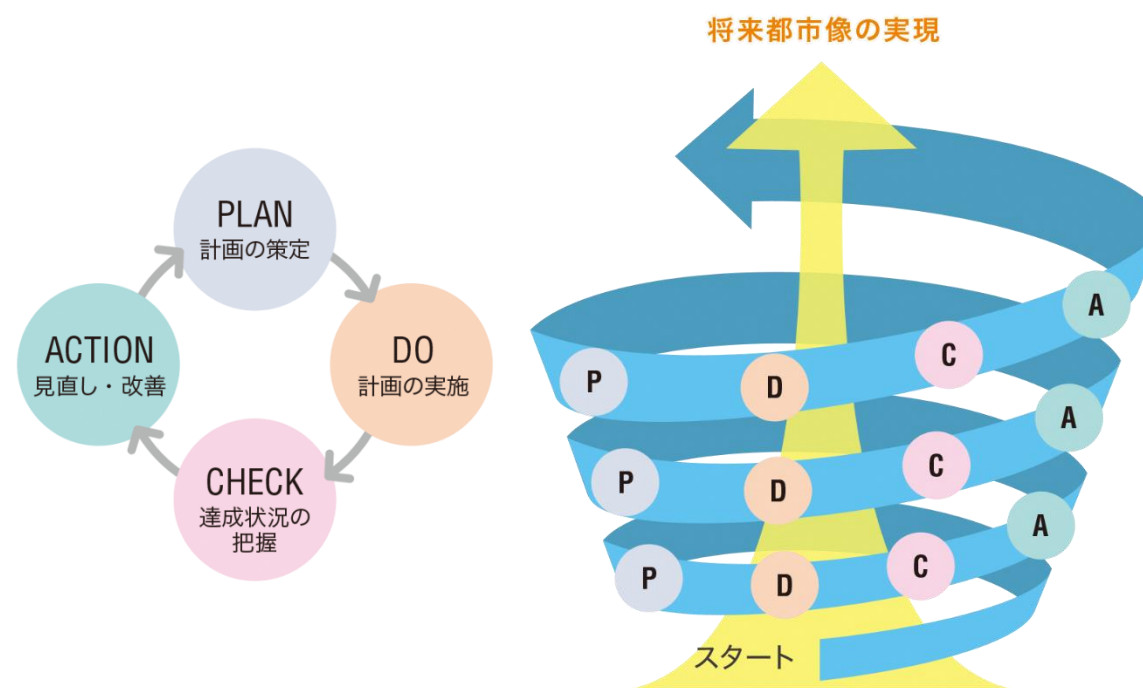 PLAN
計画の策定
DO
計画の実施
CHECK
達成状況の
把握
ACTION
見直し・改善
将来都市像の実現
P
D
C
A
P
D
C
A
P
D
C
A
スタート